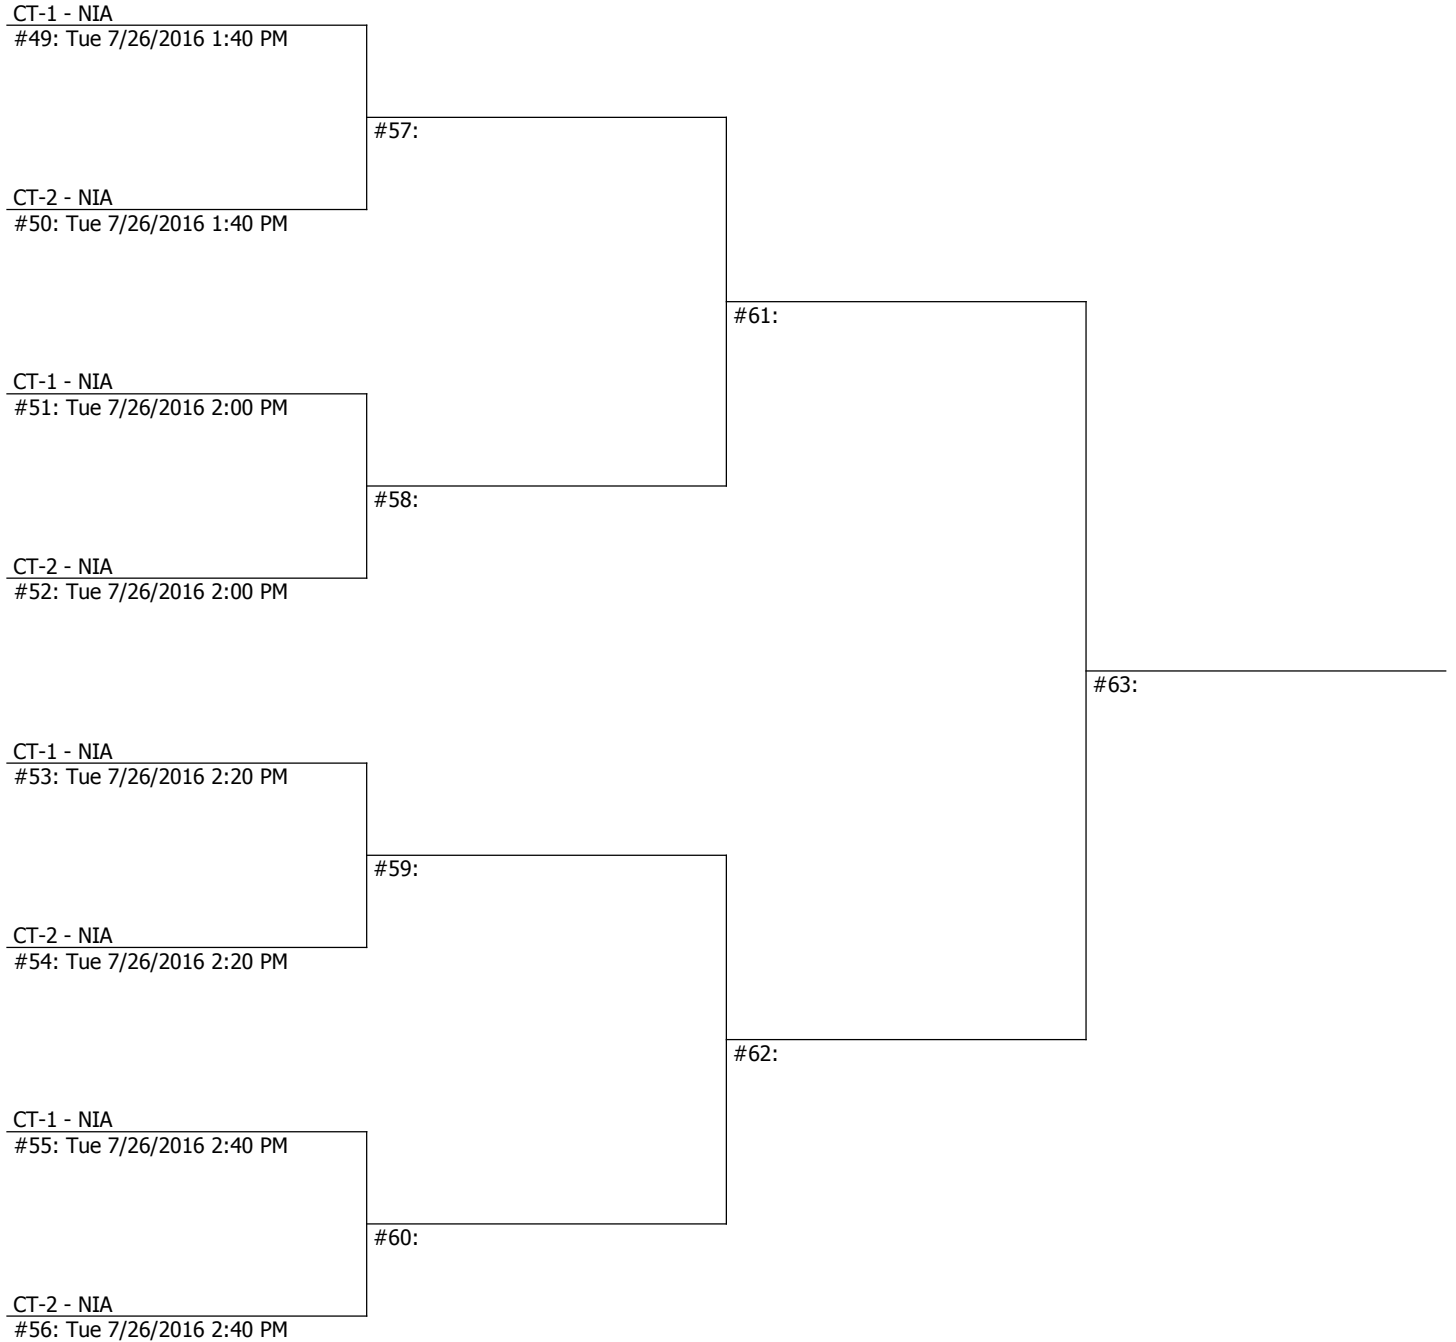 CT-1 - NIA
#49: Tue 7/26/2016 1:40 PM
#57:
CT-2 - NIA
#50: Tue 7/26/2016 1:40 PM
#61:
CT-1 - NIA
#51: Tue 7/26/2016 2:00 PM
#58:
CT-2 - NIA
#52: Tue 7/26/2016 2:00 PM
#63:
CT-1 - NIA
#53: Tue 7/26/2016 2:20 PM
#59:
CT-2 - NIA
#54: Tue 7/26/2016 2:20 PM
#62:
CT-1 - NIA
#55: Tue 7/26/2016 2:40 PM
#60:
CT-2 - NIA
#56: Tue 7/26/2016 2:40 PM